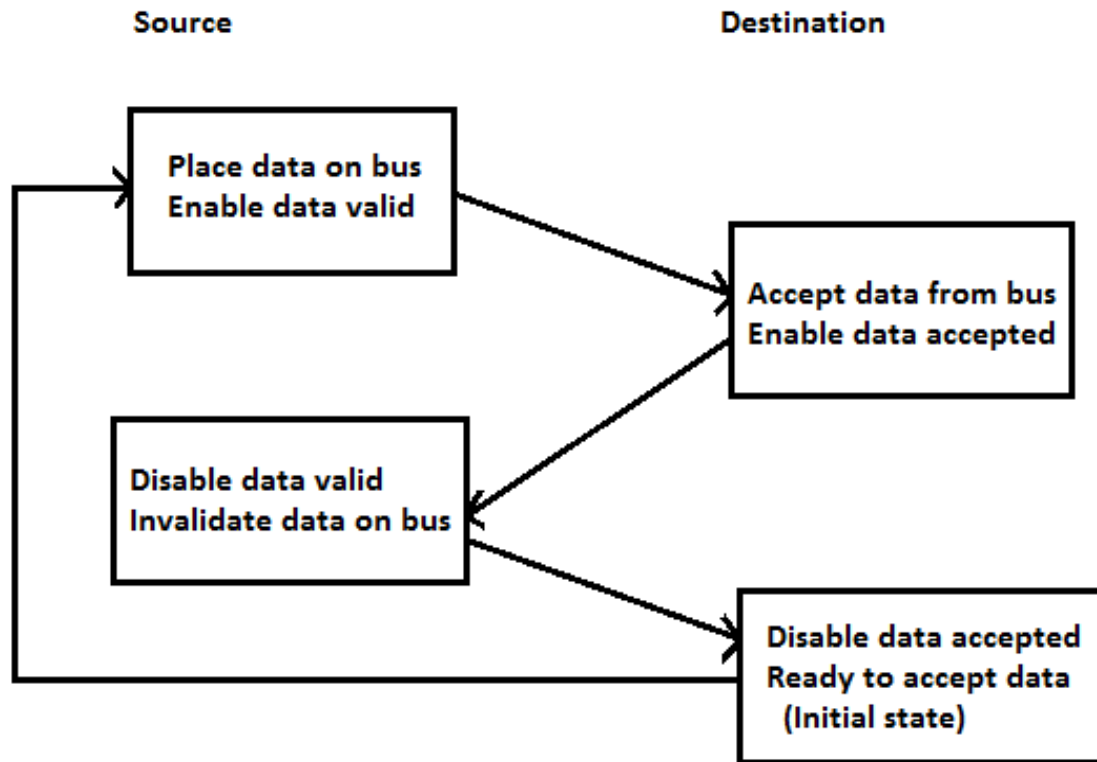 Source
Destination
Place data on bus
Enable data valid
Accept data from bus
Enable data accepted
Disable data valid
Invalidate data on bus
Disable data accepted
Ready to accept data
(Initial state)